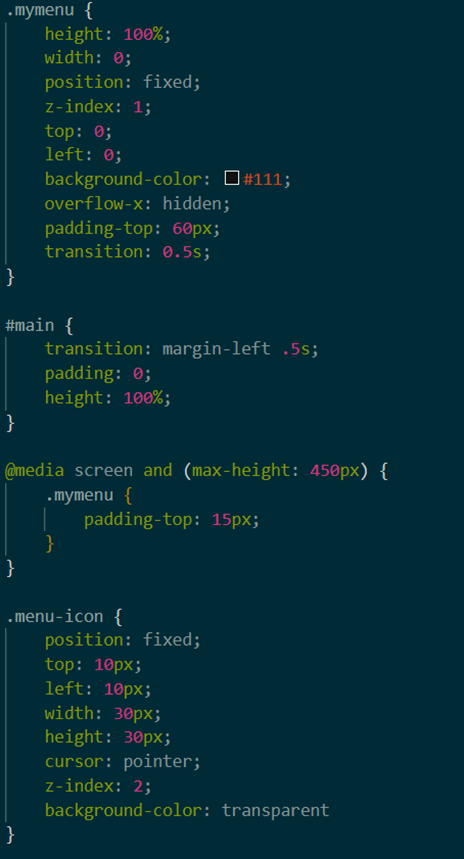 .mymenu {
    height: 100%;
    width: 0;
    position: fixed;
    z-index: 1;
    top: 0;
    left: 0;
    background-color: #111;
    overflow-x: hidden;
    padding-top: 60px;
    transition: 0.5s;
}

#main {
    transition: margin-left .5s;
    padding: 0;
    height: 100%;
}

@media screen and (max-height: 450px) {
    .mymenu {
        padding-top: 15px;
    }
}

.menu-icon {
    position: fixed;
    top: 10px;
    left: 10px;
    width: 30px;
    height: 30px;
    cursor: pointer;
    z-index: 2;
    background-color: transparent
}